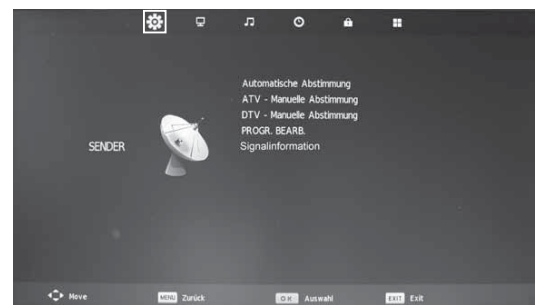 Automatische Abstimmung
ATV - Manuelle Abstimmung
DTV - Manuelle Abstimmung
PROGR. BEARB.
SENDER
Signalinformation
Move MENU Zurück OK Auswahl EXIT Exit